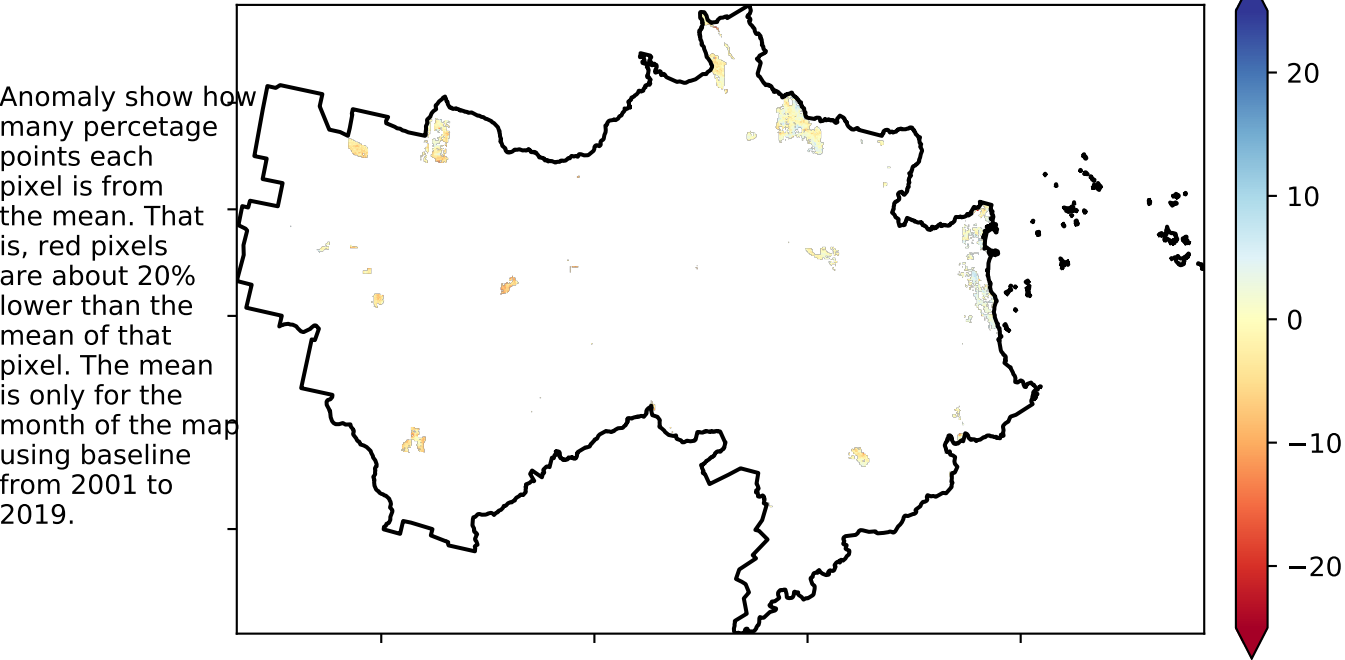 Anomaly show how
many percetage
points each
pixel is from
the mean. That
is, red pixels
are about 20%
lower than the
mean of that
pixel. The mean
is only for the
month of the map
using baseline
from 2001 to
2019.
20
10
0
−10
−20